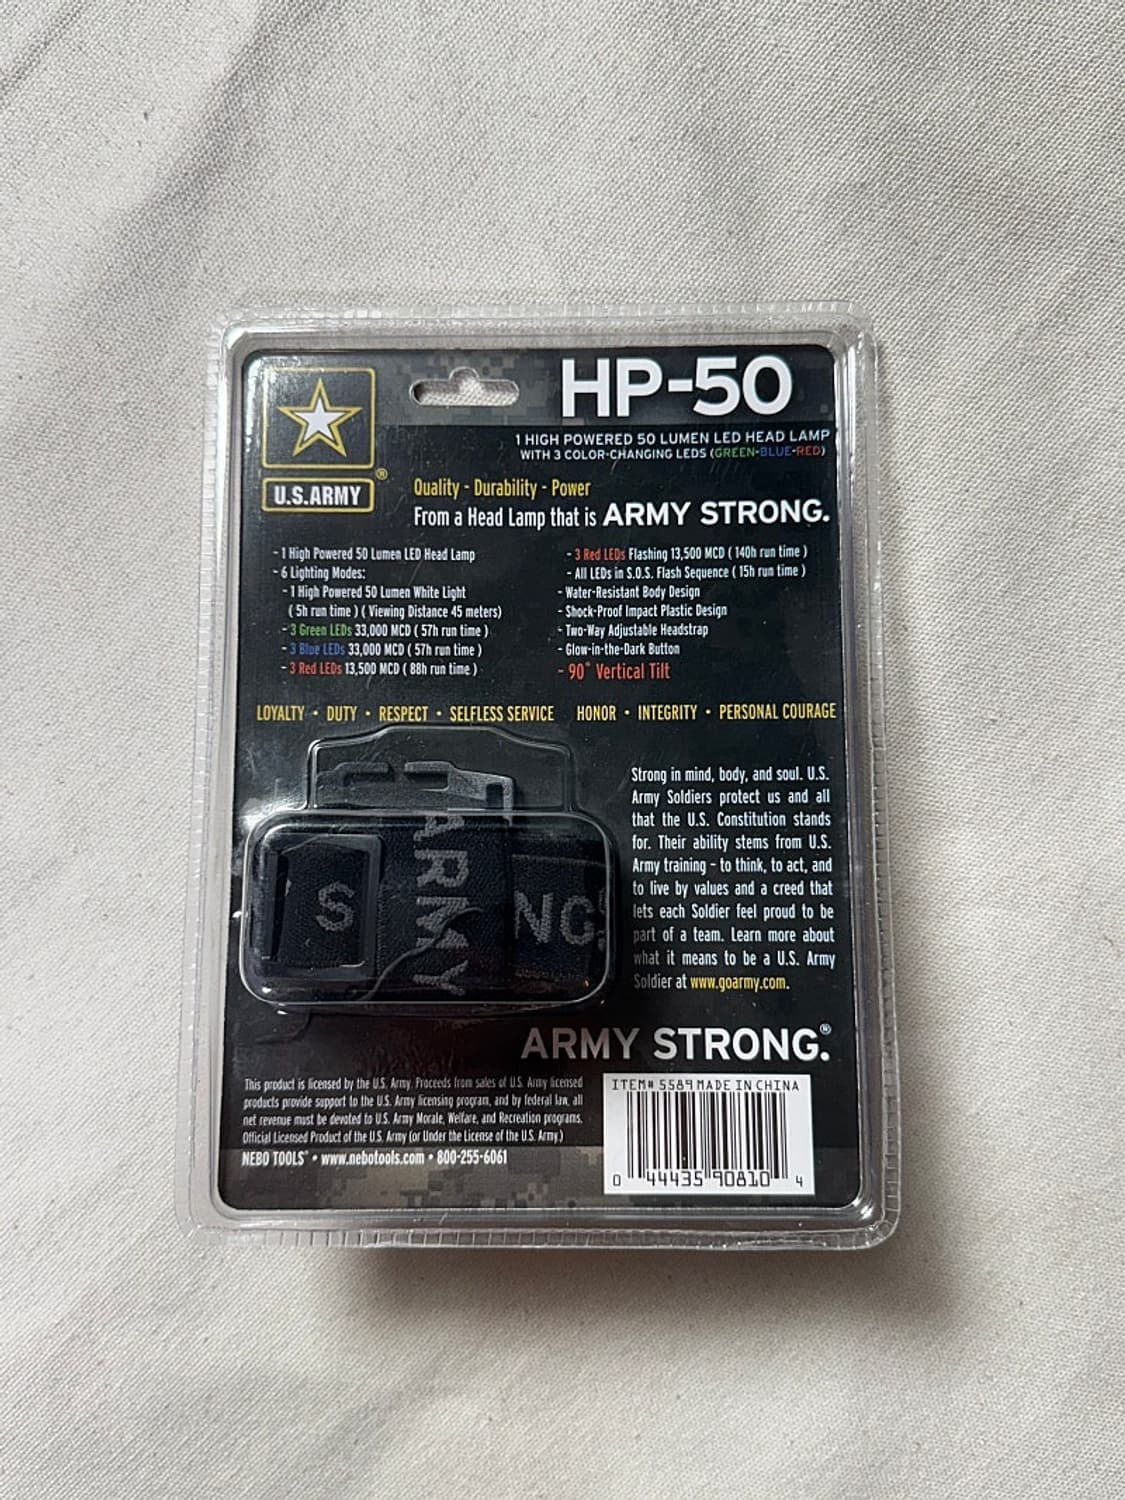 HP-50
1 HIGH POWERED 50 LUMEN LED HEAD LAMP
WITH 3 COLOR-CHANGING LEDS (GREEN-BLUE-RED)
U.S.ARMY
®
Quality - Durability - Power
From a Head Lamp that is ARMY STRONG.
- 1 High Powered 50 Lumen LED Head Lamp
- 6 Lighting Modes:
- 1 High Powered 50 Lumen White Light
( 5h run time ) ( Viewing Distance 45 meters)
- 3 Green LEDs 33,000 MCD ( 57h run time )
- 3 Blue LEDs 33,000 MCD ( 57h run time )
- 3 Red LEDs 13,500 MCD ( 88h run time )
- 3 Red LEDs Flashing 13,500 MCD ( 140h run time )
- All LEDs in S.O.S. Flash Sequence ( 15h run time )
- Water-Resistant Body Design
- Shock-Proof Impact Plastic Design
- Two-Way Adjustable Headstrap
- Glow-in-the-Dark Button
- 90° Vertical Tilt
LOYALTY • DUTY • RESPECT • SELFLESS SERVICE HONOR • INTEGRITY • PERSONAL COURAGE
S
ARMY
NG
Strong in mind, body, and soul. U.S.
Army Soldiers protect us and all
that the U.S. Constitution stands
for. Their ability stems from U.S.
Army training - to think, to act, and
to live by values and a creed that
lets each Soldier feel proud to be
part of a team. Learn more about
what it means to be a U.S. Army
Soldier at www.goarmy.com.
ARMY STRONG.®
This product is licensed by the U.S. Army. Proceeds from sales of U.S. Army licensed
products provide support to the U.S. Army licensing program, and by federal law, all
net revenue must be devoted to U.S. Army Morale, Welfare, and Recreation programs.
Official Licensed Product of the U.S. Army (or Under the License of the U.S. Army.)
NEBO TOOLS® • www.nebotools.com • 800-255-6061
ITEM# 5589 MADE IN CHINA
0 44435 90810 4